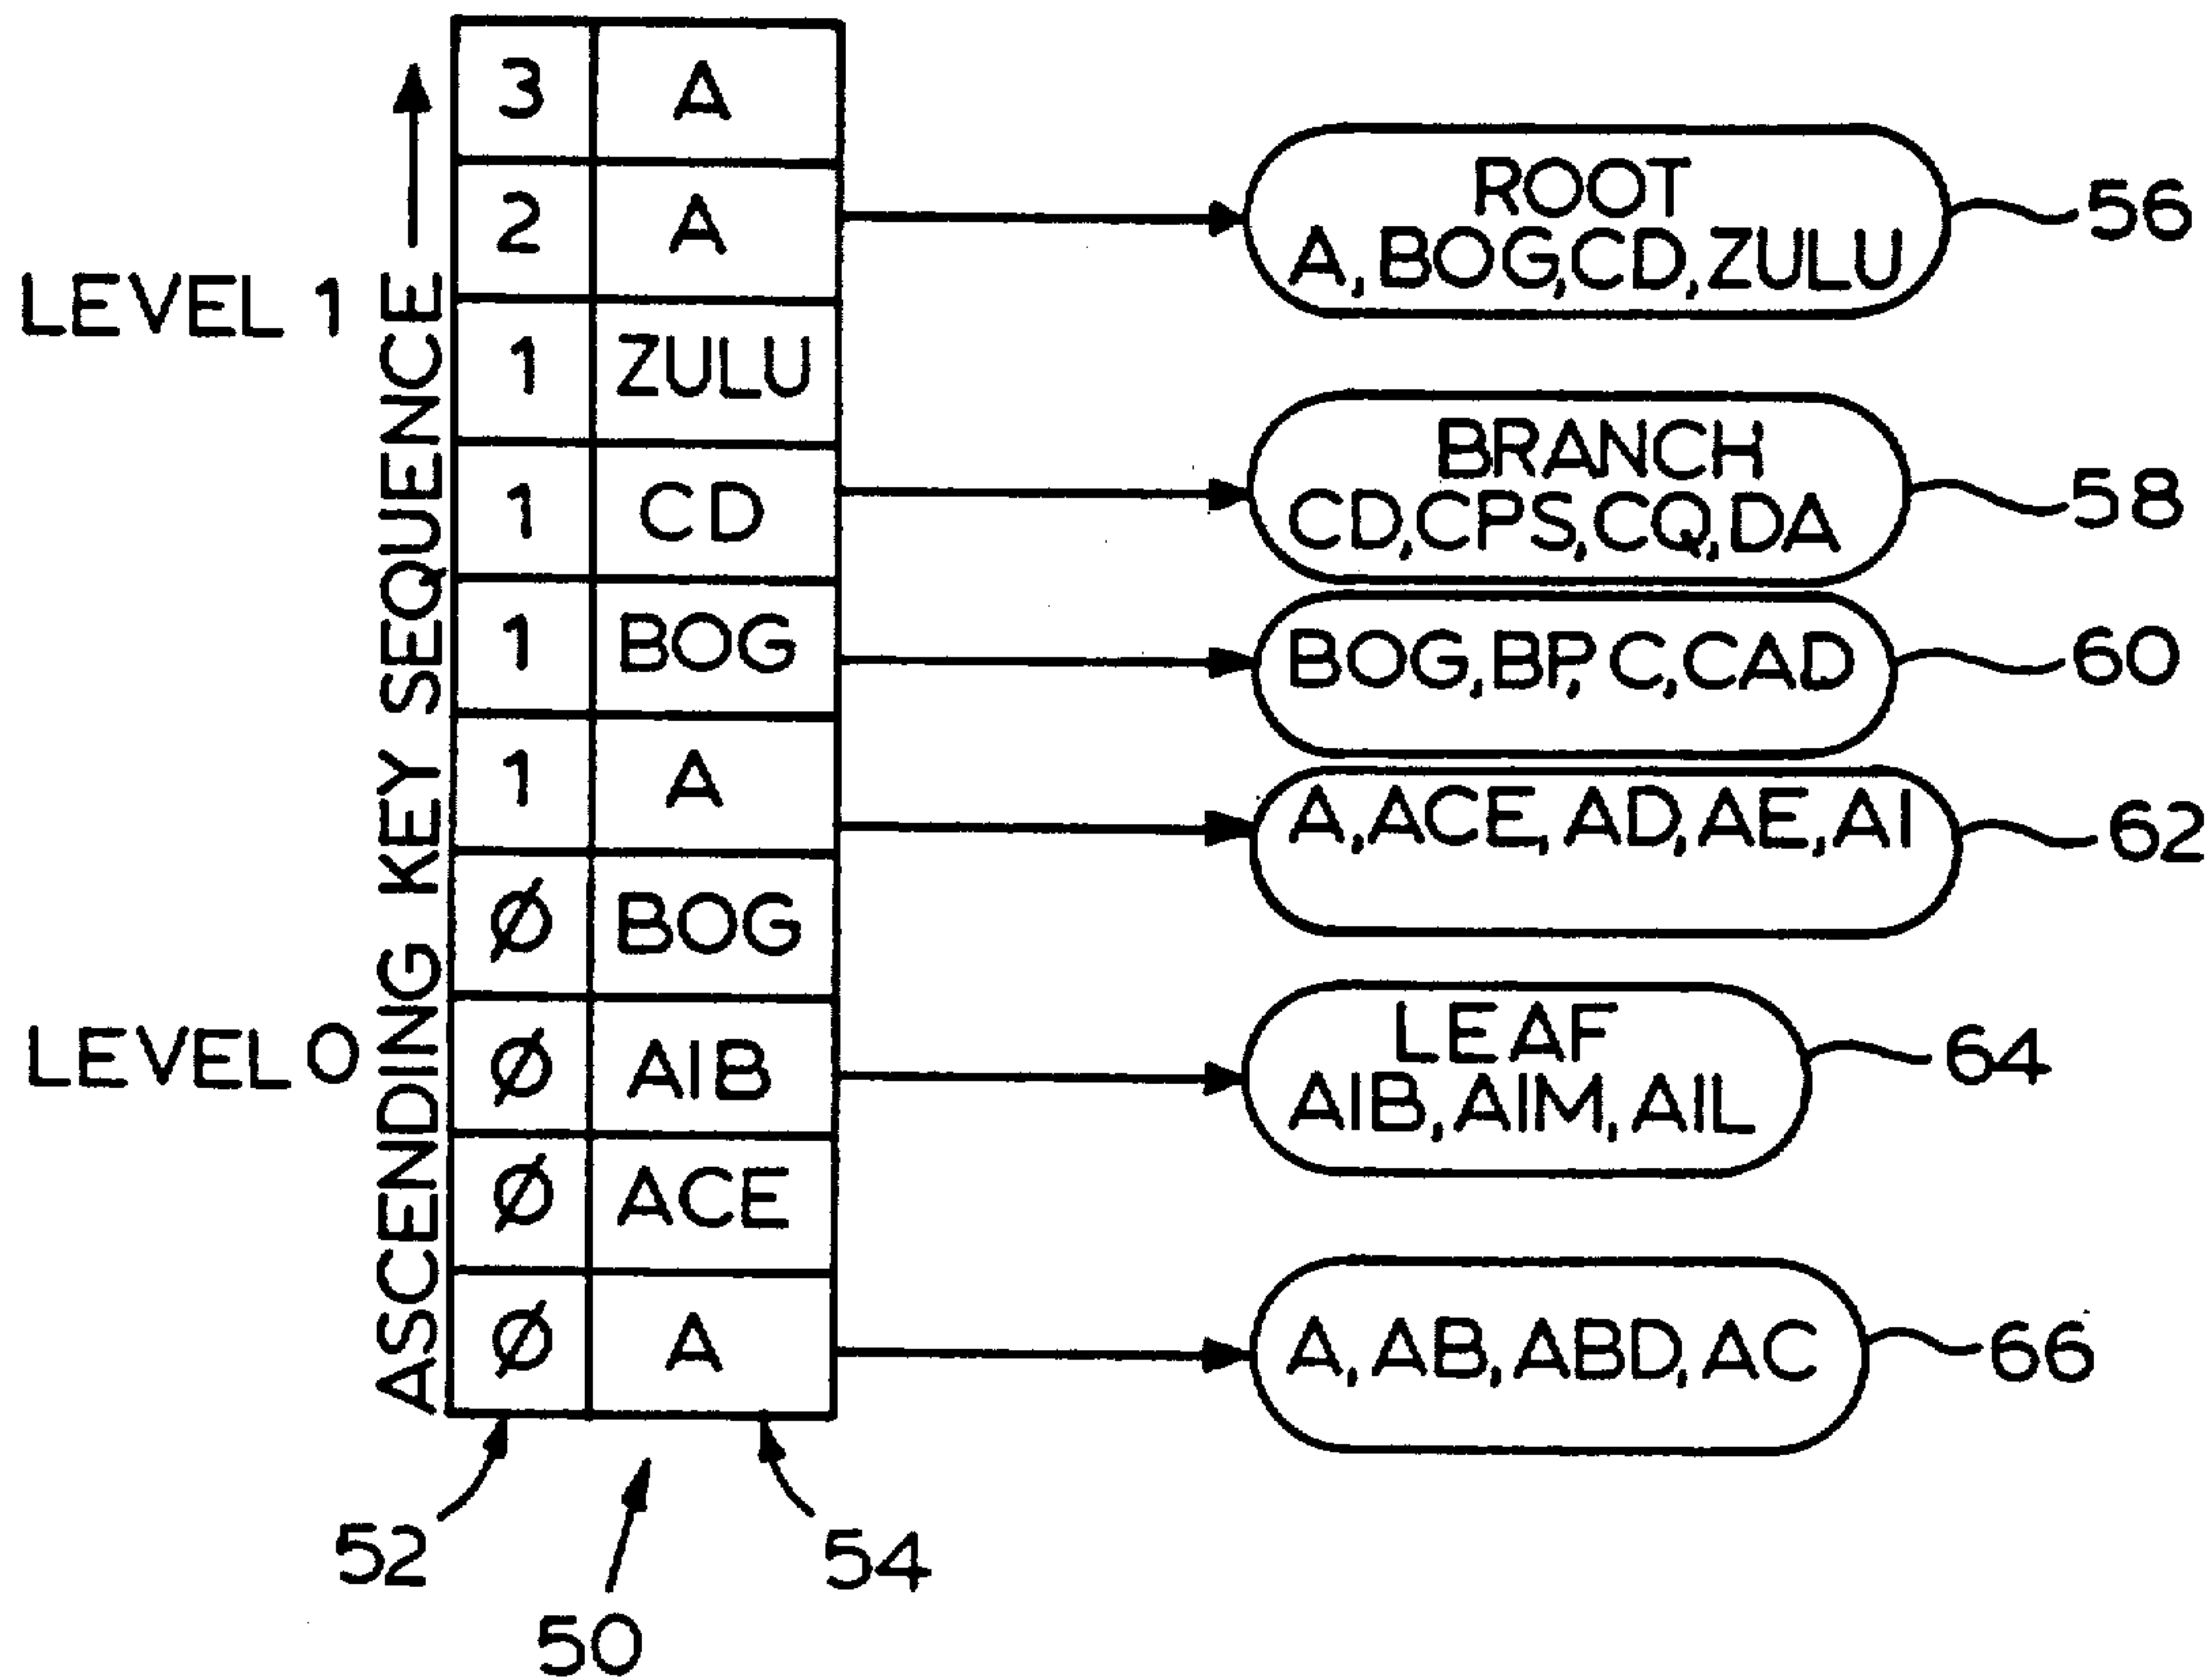 3 A
2 A
1 ZULU
1 CD
1 BOG
1 A
Ø BOG
Ø AIB
Ø ACE
Ø A
LEVEL 1
LEVEL 0
ASCENDING KEY SEQUENCE
ROOT
A, BOG, CD, ZULU
56
BRANCH
CD, CPS, CQ, DA
58
BOG, BP, C, CAD
60
A, ACE, AD, AE, AI
62
LEAF
AIB, AIM, AIL
64
A, AB, ABD, AC
66
52
50
54